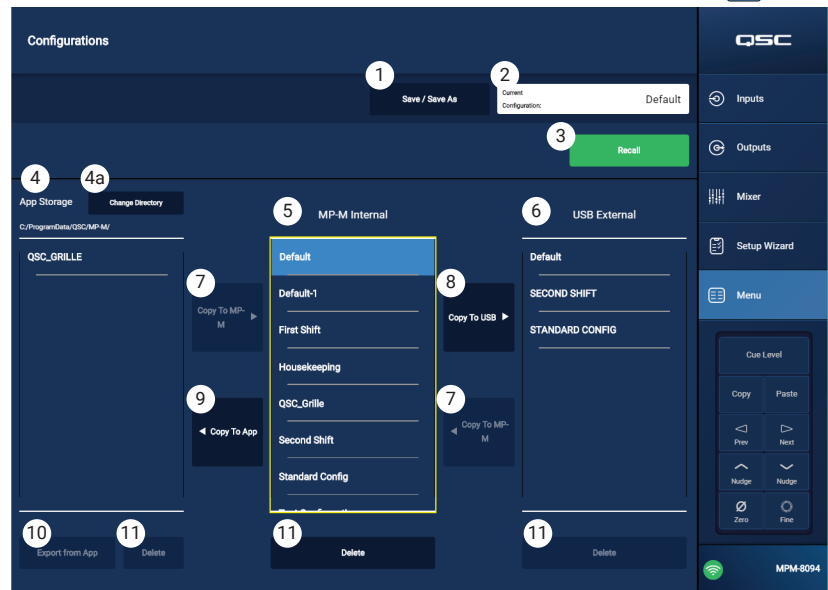 Configurations
QSC
1
2
Save / Save As
Current
Configuration:
Default
Inputs
3
Recall
Outputs
4
4a
App Storage
Change Directory
C:/ProgramData/QSC/MP-M/
5
MP-M Internal
6
USB External
Mixer
QSC_GRILLE
Default
Default-1
First Shift
Housekeeping
QSC_Grille
Second Shift
Standard Config
Default
SECOND SHIFT
STANDARD CONFIG
7
Copy To MP-
M
8
Copy To USB
9
Copy To App
7
Copy To MP-
M
10
Export from App
11
Delete
11
Delete
11
Delete
Setup Wizard
Menu
Cue Level
Copy
Paste
Prev
Next
Nudge
Nudge
Zero
Fine
MPM-8094